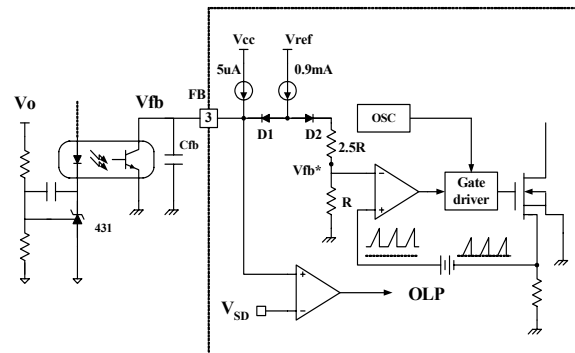 Vcc
Vref
5uA
0.9mA
Vo
Vfb
FB
3
Cfb
D1
D2
2.5R
OSC
Vfb*
R
Gate
driver
431
+
−
+
−
VSD
OLP